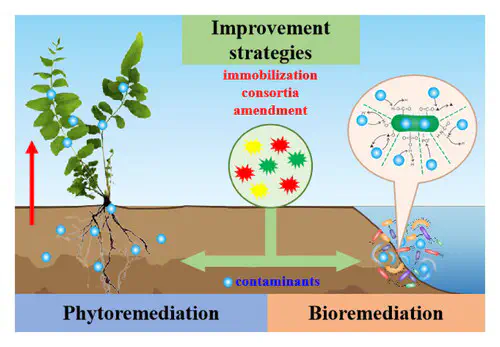 Improvement
strategies
immobilization
consortia
amendment
contaminants
Phytoremediation
Bioremediation